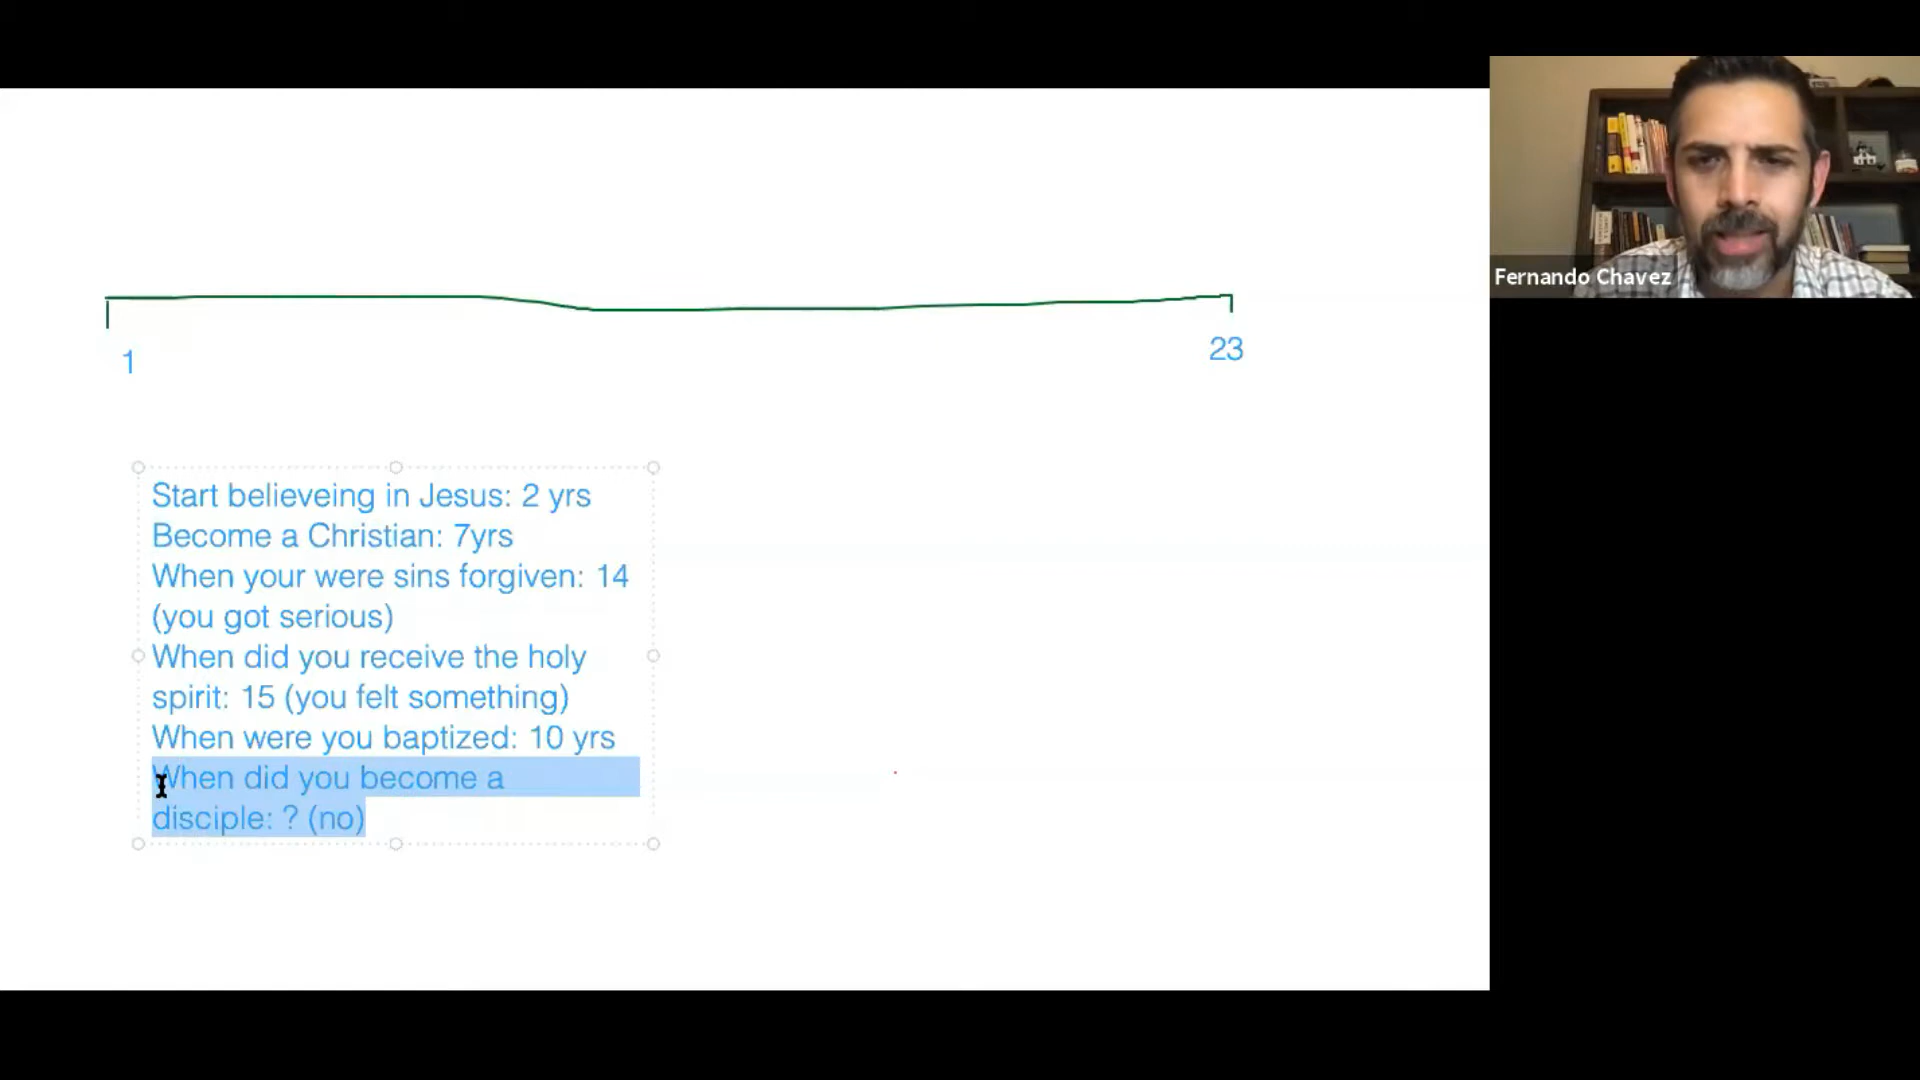 Fernando Chavez
1
23
Start believeing in Jesus: 2 yrs
Become a Christian: 7yrs
When your were sins forgiven: 14
(you got serious)
When did you receive the holy
spirit: 15 (you felt something)
When were you baptized: 10 yrs
When did you become a
disciple: ? (no)